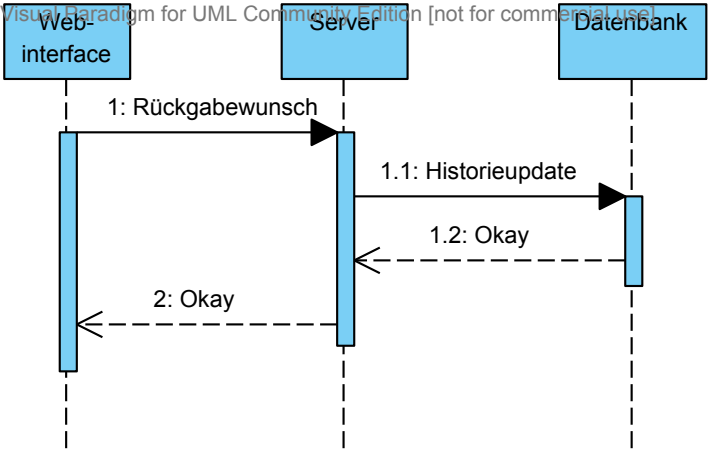 Visual Paradigm for UML Community Edition [not for commercial use]
Web-
interface
Server
Datenbank
1: Rückgabewunsch
1.1: Historieupdate
1.2: Okay
2: Okay